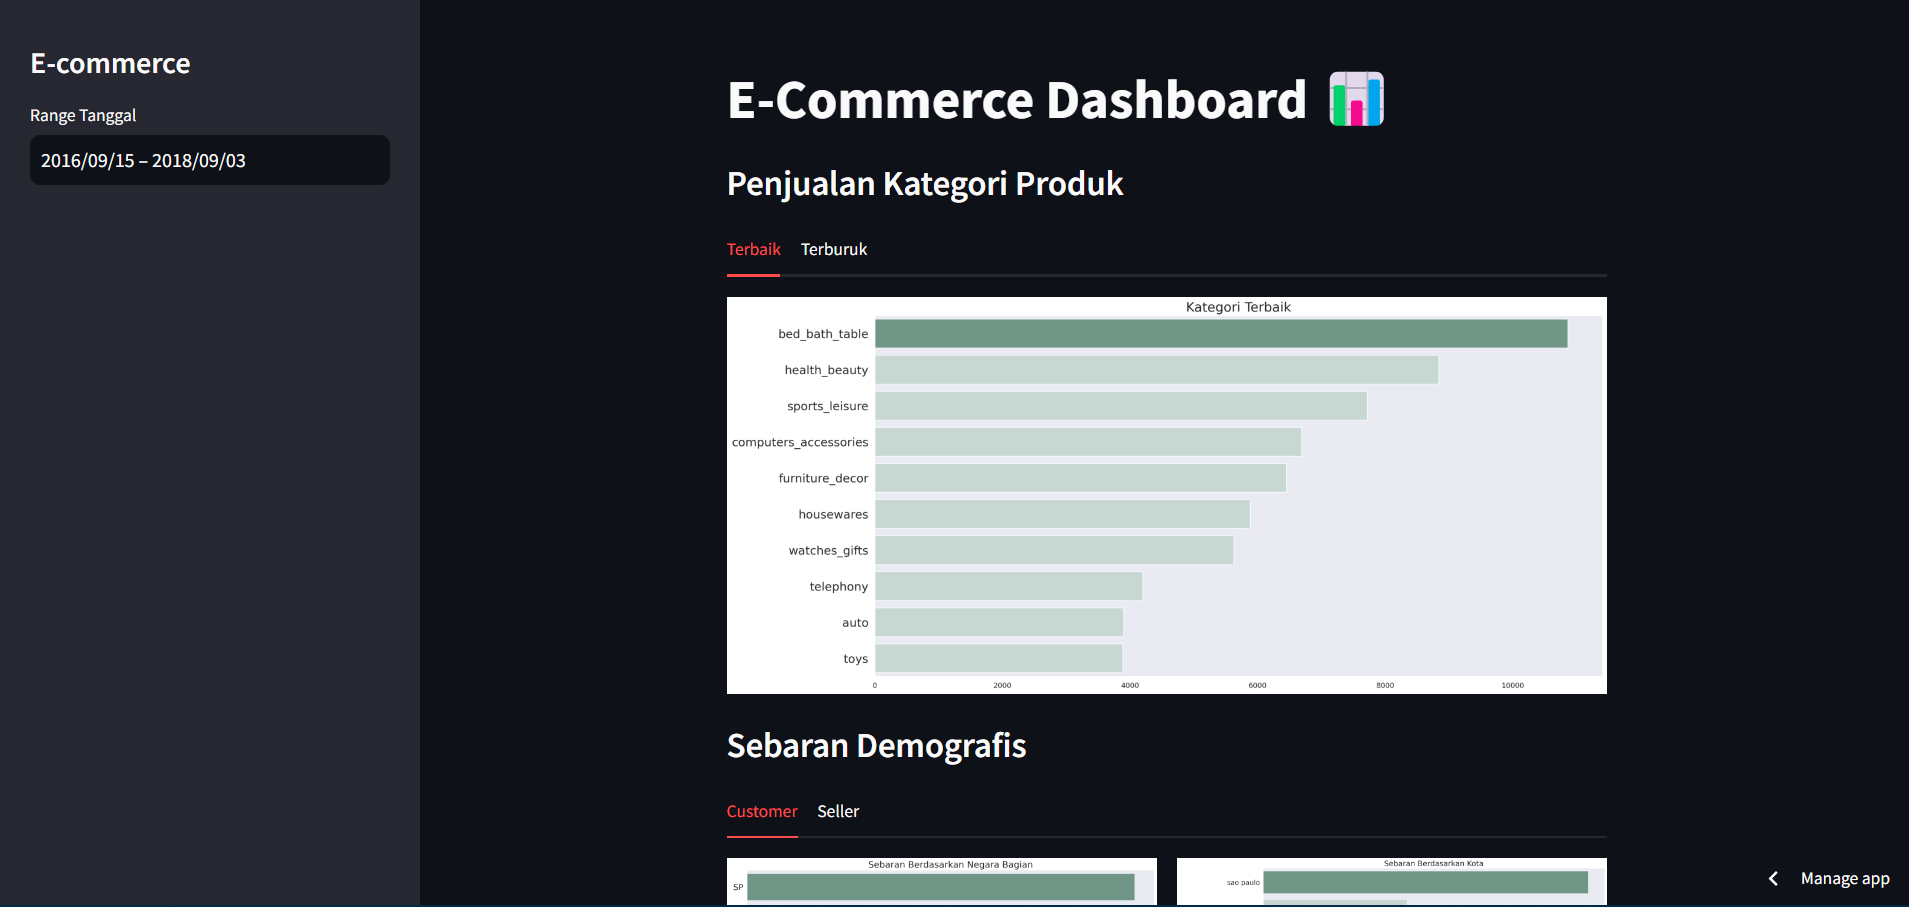 E-commerce
Range Tanggal
2016/09/15 – 2018/09/03
E-Commerce Dashboard
Penjualan Kategori Produk
Terbaik Terburuk
Kategori Terbaik
bed_bath_table
health_beauty
sports_leisure
computers_accessories
furniture_decor
housewares
watches_gifts
telephony
auto
toys
0 2000 4000 6000 8000 10000
Sebaran Demografis
Customer Seller
Sebaran Berdasarkan Negara Bagian
SP
Sebaran Berdasarkan Kota
sao paulo
Manage app